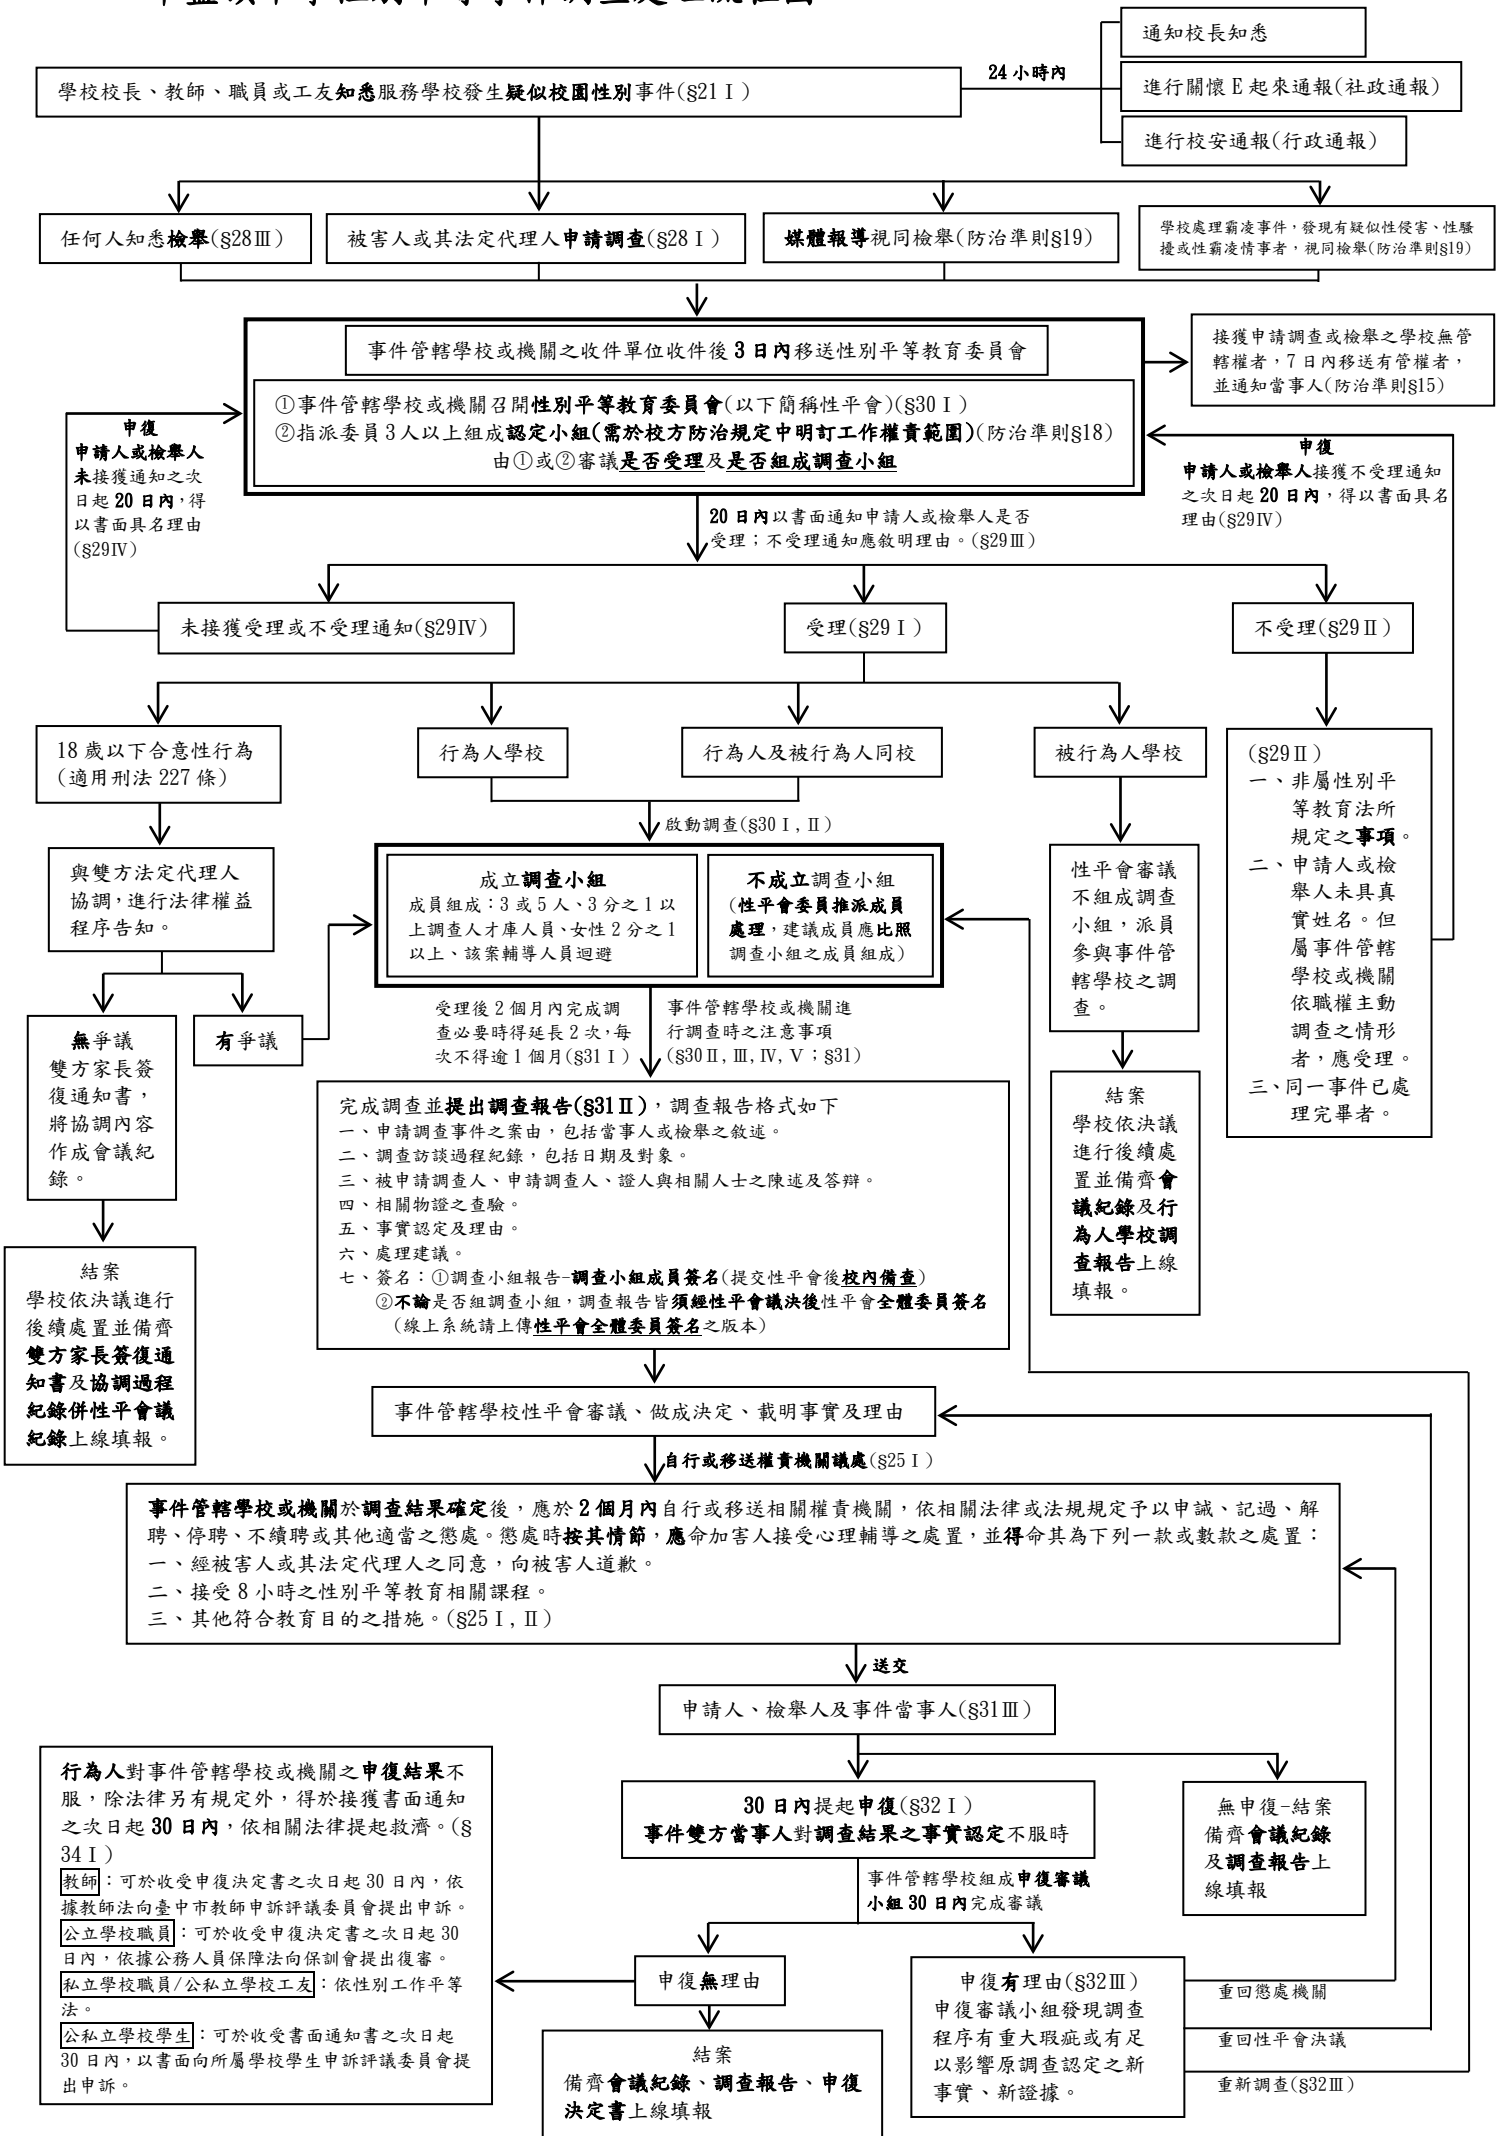 學校校長、教師、職員或工友知悉服務學校發生疑似校園性別事件(§21Ⅰ)
24 小時內
通知校長知悉
進行關懷 E 起來通報(社政通報)
進行校安通報(行政通報)
任何人知悉檢舉(§28Ⅲ)
被害人或其法定代理人申請調查(§28Ⅰ)
媒體報導視同檢舉(防治準則§19)
學校處理霸凌事件，發現有疑似性侵害、性騷
擾或性霸凌情事者，視同檢舉(防治準則§19)
事件管轄學校或機關之收件單位收件後 3 日內移送性別平等教育委員會
①事件管轄學校或機關召開性別平等教育委員會(以下簡稱性平會)(§30Ⅰ)
②指派委員 3 人以上組成認定小組(需於校方防治規定中明訂工作權責範圍)(防治準則§18)
由①或②審議是否受理及是否組成調查小組
接獲申請調查或檢舉之學校無管
轄權者，7 日內移送有管權者，
並通知當事人(防治準則§15)
申復
申請人或檢舉人
未接獲通知之次
日起 20 日內，得
以書面具名理由
(§29Ⅳ)
申復
申請人或檢舉人接獲不受理通知
之次日起 20 日內，得以書面具名
理由(§29Ⅳ)
20 日內以書面通知申請人或檢舉人是否
受理；不受理通知應敘明理由。(§29Ⅲ)
未接獲受理或不受理通知(§29Ⅳ)
受理(§29Ⅰ)
不受理(§29Ⅱ)
18 歲以下合意性行為
(適用刑法 227 條)
行為人學校
行為人及被行為人同校
被行為人學校
(§29Ⅱ)
一、非屬性別平
等教育法所
規定之事項。
二、申請人或檢
舉人未具真
實姓名。但
屬事件管轄
學校或機關
依職權主動
調查之情形
者，應受理。
三、同一事件已處
理完畢者。
啟動調查(§30Ⅰ, Ⅱ)
與雙方法定代理人
協調，進行法律權益
程序告知。
成立調查小組
成員組成：3 或 5 人、3 分之 1 以
上調查人才庫人員、女性 2 分之 1
以上、該案輔導人員迴避
不成立調查小組
(性平會委員推派成員
處理，建議成員應比照
調查小組之成員組成)
性平會審議
不組成調查
小組，派員
參與事件管
轄學校之調
查。
無爭議
雙方家長簽
復通知書，
將協調內容
作成會議紀
錄。
有爭議
受理後 2 個月內完成調
查必要時得延長 2 次，每
次不得逾 1 個月(§31Ⅰ)
事件管轄學校或機關進
行調查時之注意事項
(§30Ⅱ, Ⅲ, Ⅳ, Ⅴ；§31)
完成調查並提出調查報告(§31Ⅱ)，調查報告格式如下
一、申請調查事件之案由，包括當事人或檢舉之敘述。
二、調查訪談過程紀錄，包括日期及對象。
三、被申請調查人、申請調查人、證人與相關人士之陳述及答辯。
四、相關物證之查驗。
五、事實認定及理由。
六、處理建議。
七、簽名：①調查小組報告-調查小組成員簽名(提交性平會後校內備查)
②不論是否組調查小組，調查報告皆須經性平會議決後性平會全體委員簽名
(線上系統請上傳性平會全體委員簽名之版本)
結案
學校依決議
進行後續處
置並備齊會
議紀錄及行
為人學校調
查報告上線
填報。
結案
學校依決議進行
後續處置並備齊
雙方家長簽復通
知書及協調過程
紀錄併性平會議
紀錄上線填報。
事件管轄學校性平會審議、做成決定、載明事實及理由
自行或移送權責機關議處(§25Ⅰ)
事件管轄學校或機關於調查結果確定後，應於 2 個月內自行或移送相關權責機關，依相關法律或法規規定予以申誡、記過、解
聘、停聘、不續聘或其他適當之懲處。懲處時按其情節，應命加害人接受心理輔導之處置，並得命其為下列一款或數款之處置：
一、經被害人或其法定代理人之同意，向被害人道歉。
二、接受 8 小時之性別平等教育相關課程。
三、其他符合教育目的之措施。(§25Ⅰ, Ⅱ)
送交
申請人、檢舉人及事件當事人(§31Ⅲ)
行為人對事件管轄學校或機關之申復結果不
服，除法律另有規定外，得於接獲書面通知
之次日起 30 日內，依相關法律提起救濟。(§
34Ⅰ)
教師：可於收受申復決定書之次日起 30 日內，依
據教師法向臺中市教師申訴評議委員會提出申訴。
公立學校職員：可於收受申復決定書之次日起 30
日內，依據公務人員保障法向保訓會提出復審。
私立學校職員/公私立學校工友：依性別工作平等
法。
公私立學校學生：可於收受書面通知書之次日起
30 日內，以書面向所屬學校學生申訴評議委員會提
出申訴。
30 日內提起申復(§32Ⅰ)
事件雙方當事人對調查結果之事實認定不服時
無申復-結案
備齊會議紀錄
及調查報告上
線填報
事件管轄學校組成申復審議
小組 30 日內完成審議
申復無理由
申復有理由(§32Ⅲ)
申復審議小組發現調查
程序有重大瑕疵或有足
以影響原調查認定之新
事實、新證據。
重回懲處機關
重回性平會決議
重新調查(§32Ⅲ)
結案
備齊會議紀錄、調查報告、申復
決定書上線填報